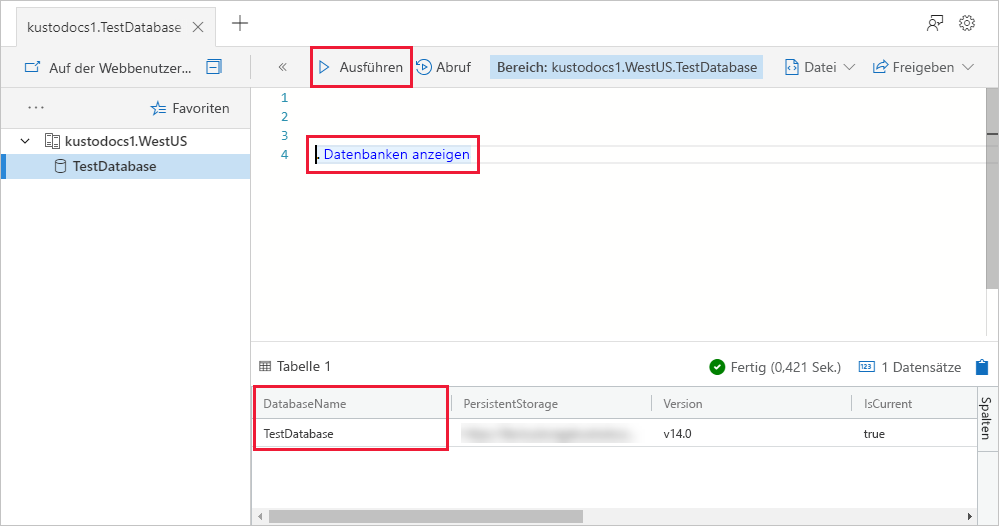 kustodocs1.TestDatabase
Auf der Webbenutzer...
Ausführen
Abruf
Bereich: kustodocs1.WestUS.TestDatabase
Datei
Freigeben
Favoriten
kustodocs1.WestUS
TestDatabase
1
2
3
4
. Datenbanken anzeigen
Tabelle 1
Fertig (0,421 Sek.)
123
1 Datensätze
DatabaseName PersistentStorage Version IsCurrent
TestDatabase v14.0 true
Spalten